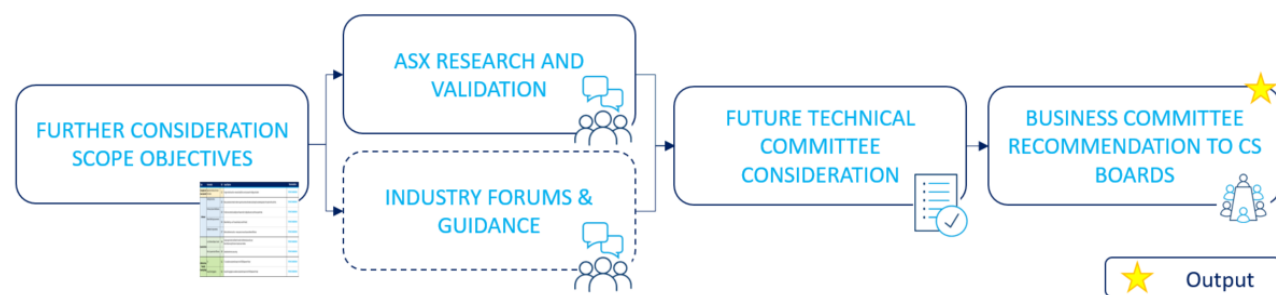 FURTHER CONSIDERATION
SCOPE OBJECTIVES
ASX RESEARCH AND
VALIDATION
INDUSTRY FORUMS &
GUIDANCE
FUTURE TECHNICAL
COMMITTEE
CONSIDERATION
BUSINESS COMMITTEE
RECOMMENDATION TO CS
BOARDS
Output